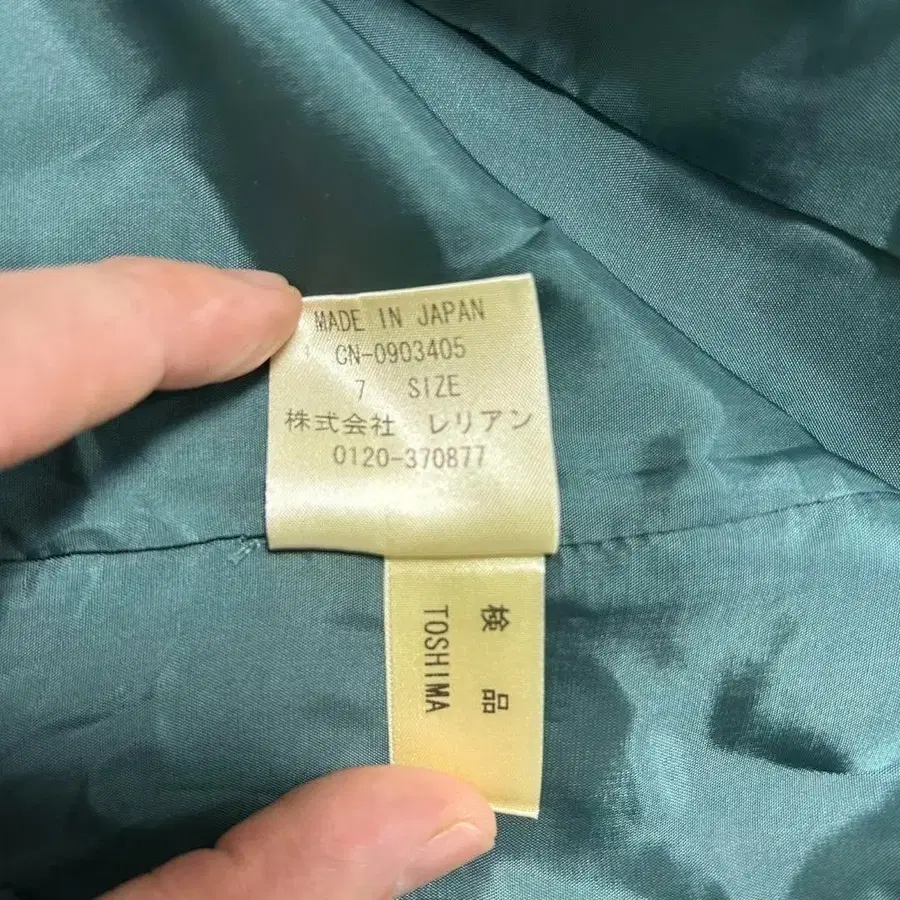 MADE IN JAPAN
CN-0903405
7 SIZE
株式会社 レリアン
0120-370877
検品
TOSHIMA